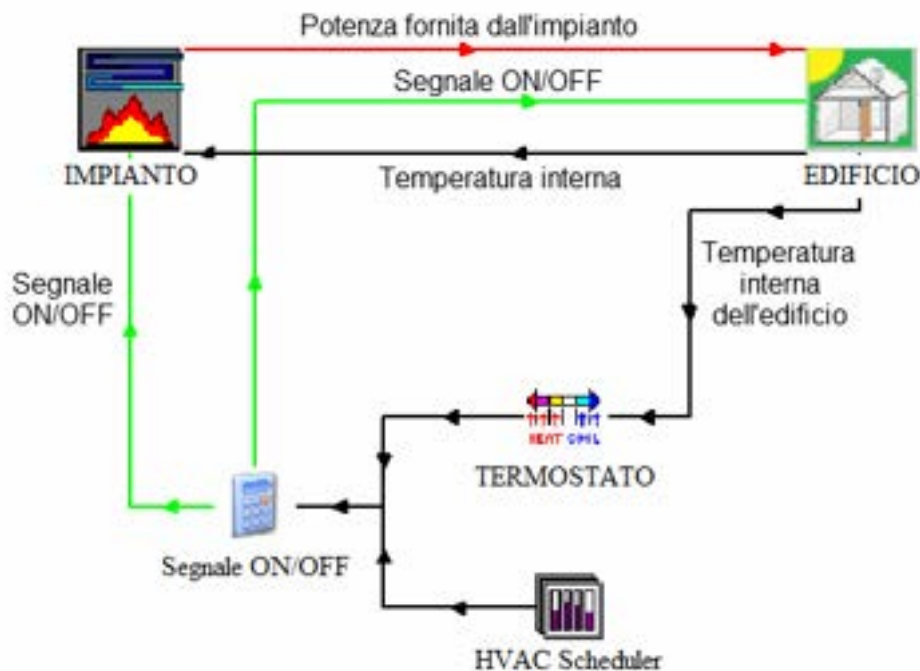 Potenza fornita dall'impianto
Segnale ON/OFF
IMPIANTO
Temperatura interna
EDIFICIO
Segnale
ON/OFF
Temperatura
interna
dell'edificio
HEAT COOL
TERMOSTATO
Segnale ON/OFF
HVAC Scheduler